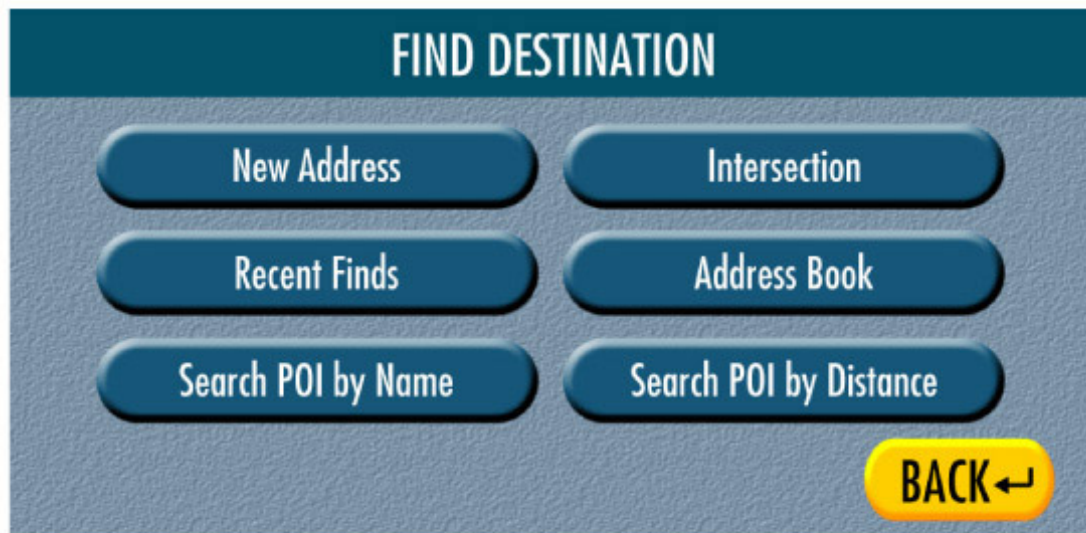 FIND DESTINATION
New Address
Intersection
Recent Finds
Address Book
Search POI by Name
Search POI by Distance
BACK